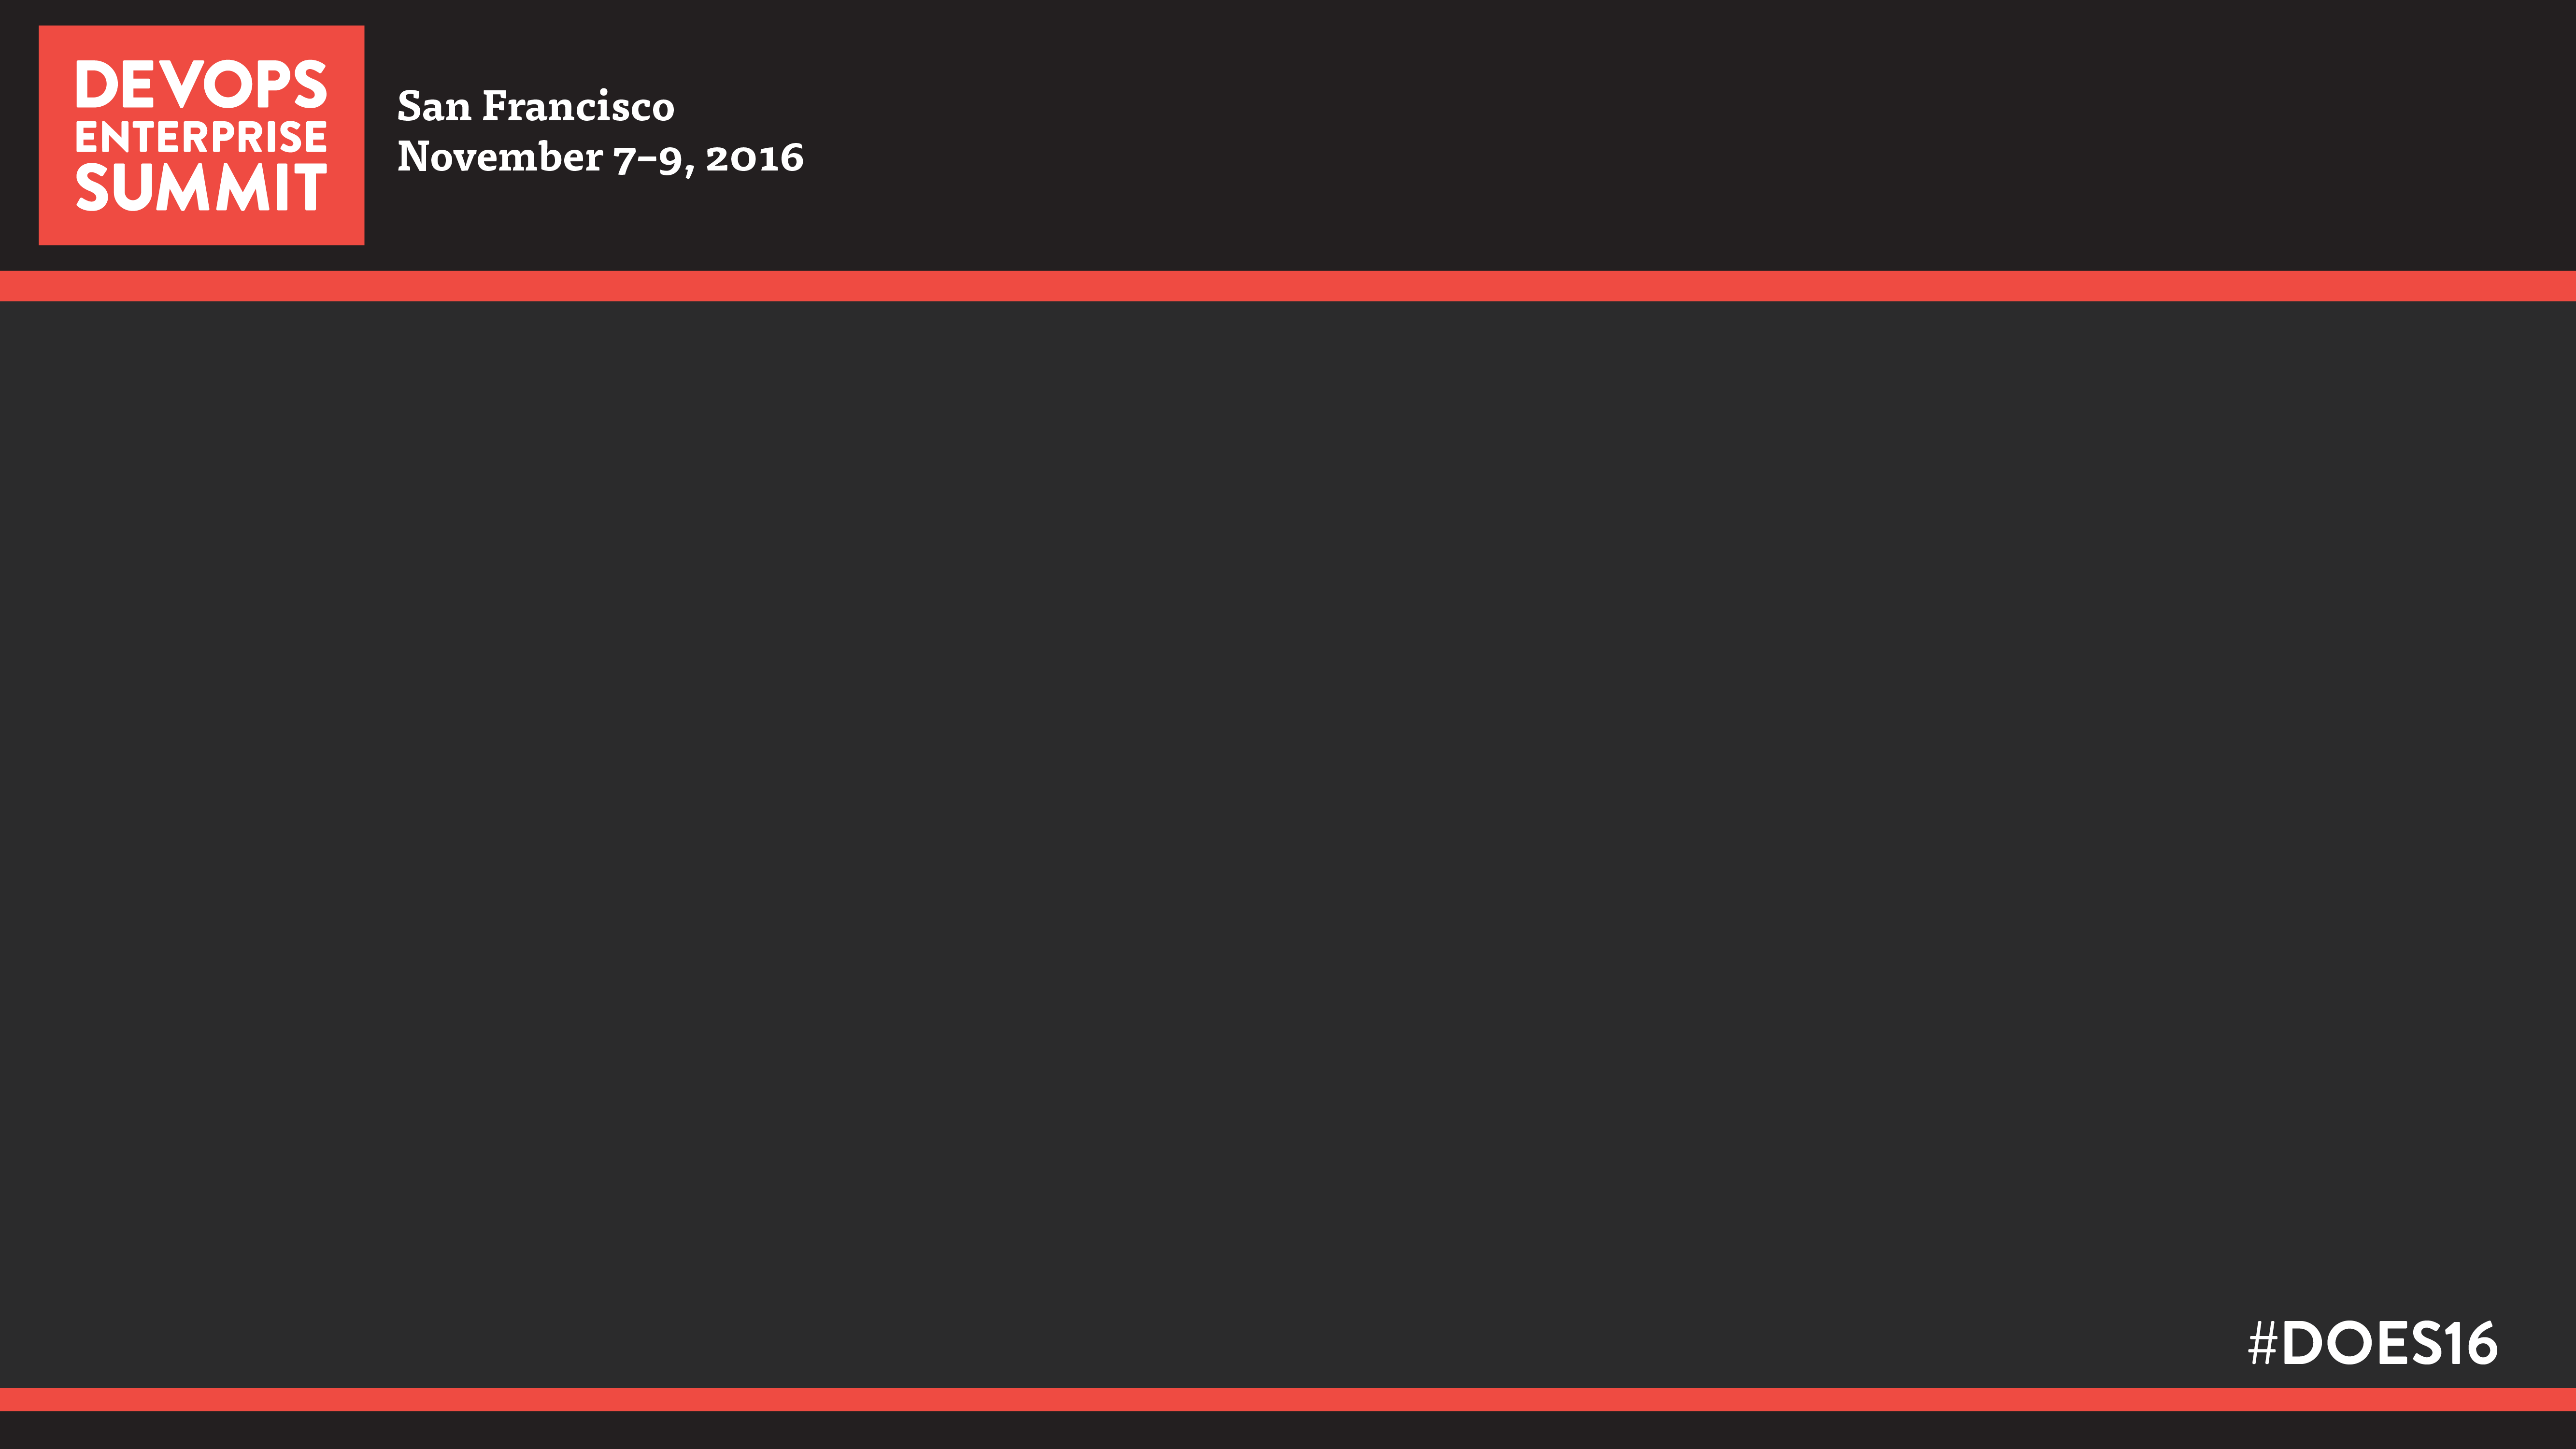 DEVOPS
ENTERPRISE
SUMMIT
San Francisco
November 7–9, 2016
#DOES16